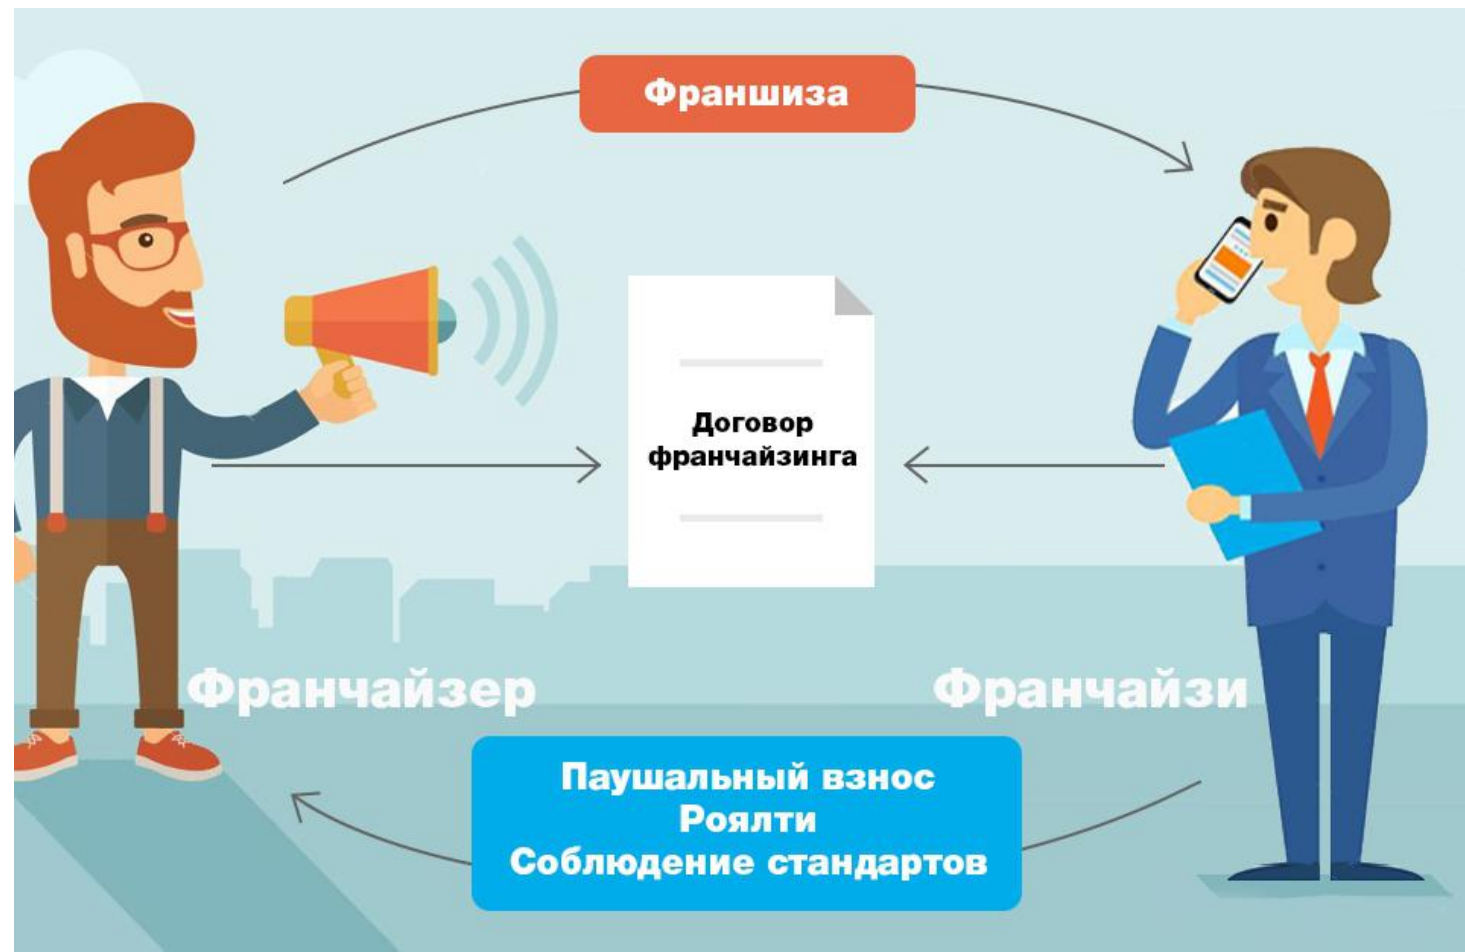 Франшиза
Договор
франчайзинга
Франчайзер
Франчайзи
Паушальный взнос
Роялти
Соблюдение стандартов